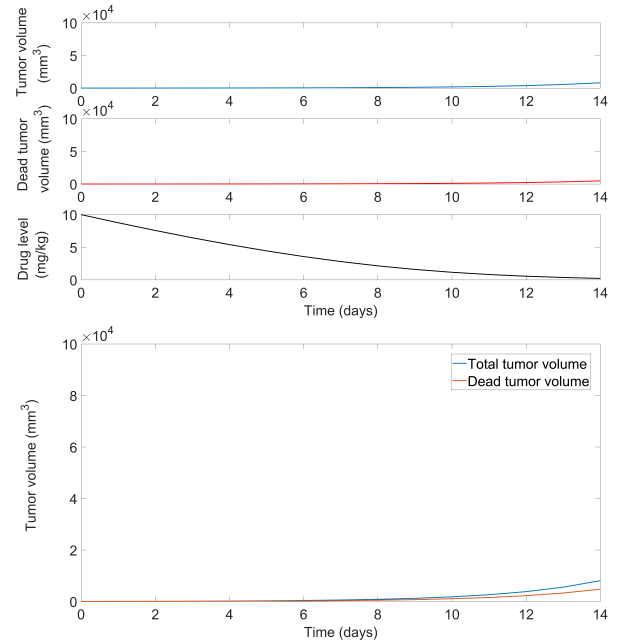 ×10^4
10
5
0
Tumor volume
(mm^3)
0 2 4 6 8 10 12 14
×10^4
10
5
0
Dead tumor
volume (mm^3)
0 2 4 6 8 10 12 14
10
5
0
Drug level
(mg/kg)
0 2 4 6 8 10 12 14
Time (days)
×10^4
10
8
6
4
2
0
Tumor volume (mm^3)
Total tumor volume
Dead tumor volume
0 2 4 6 8 10 12 14
Time (days)